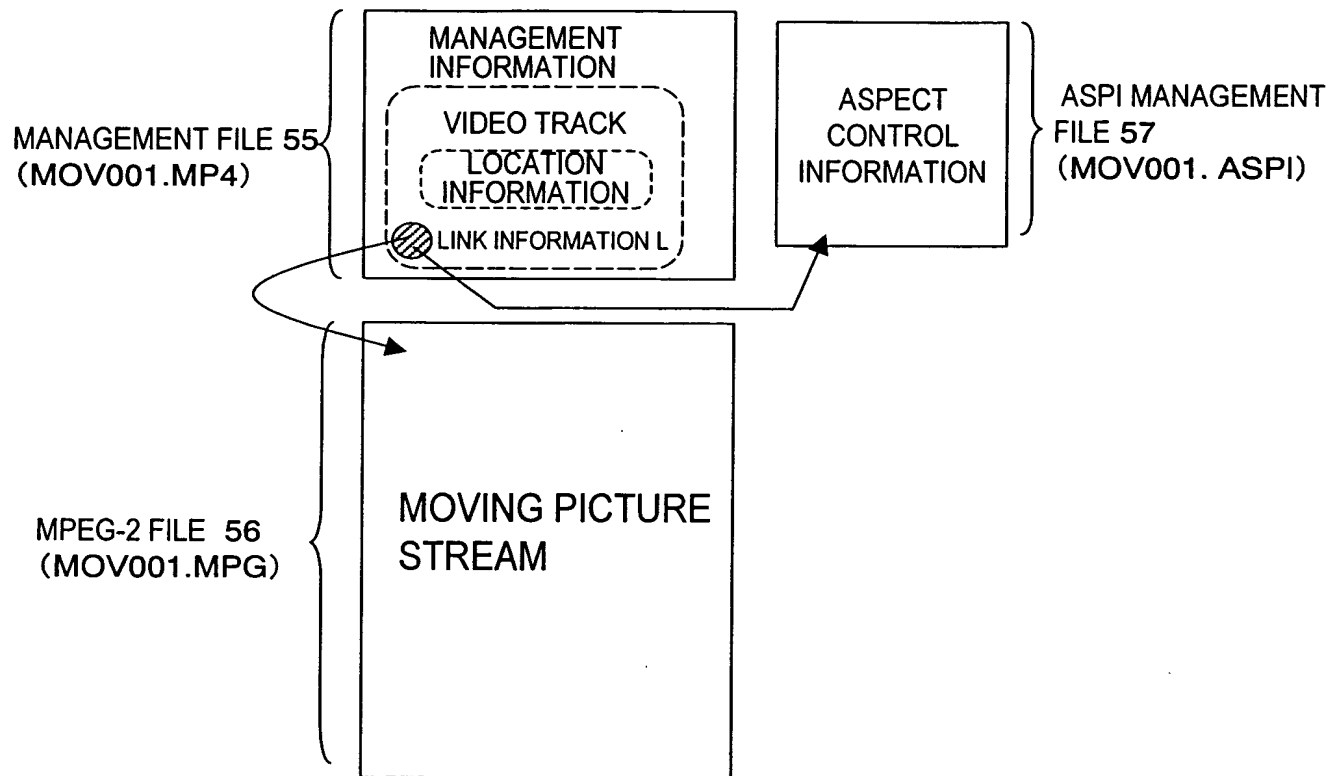 MANAGEMENT
INFORMATION
VIDEO TRACK
LOCATION
INFORMATION
LINK INFORMATION L
MANAGEMENT FILE 55
(MOV001.MP4)
ASPECT
CONTROL
INFORMATION
ASPI MANAGEMENT
FILE 57
(MOV001. ASPI)
MOVING PICTURE
STREAM
MPEG-2 FILE 56
(MOV001.MPG)